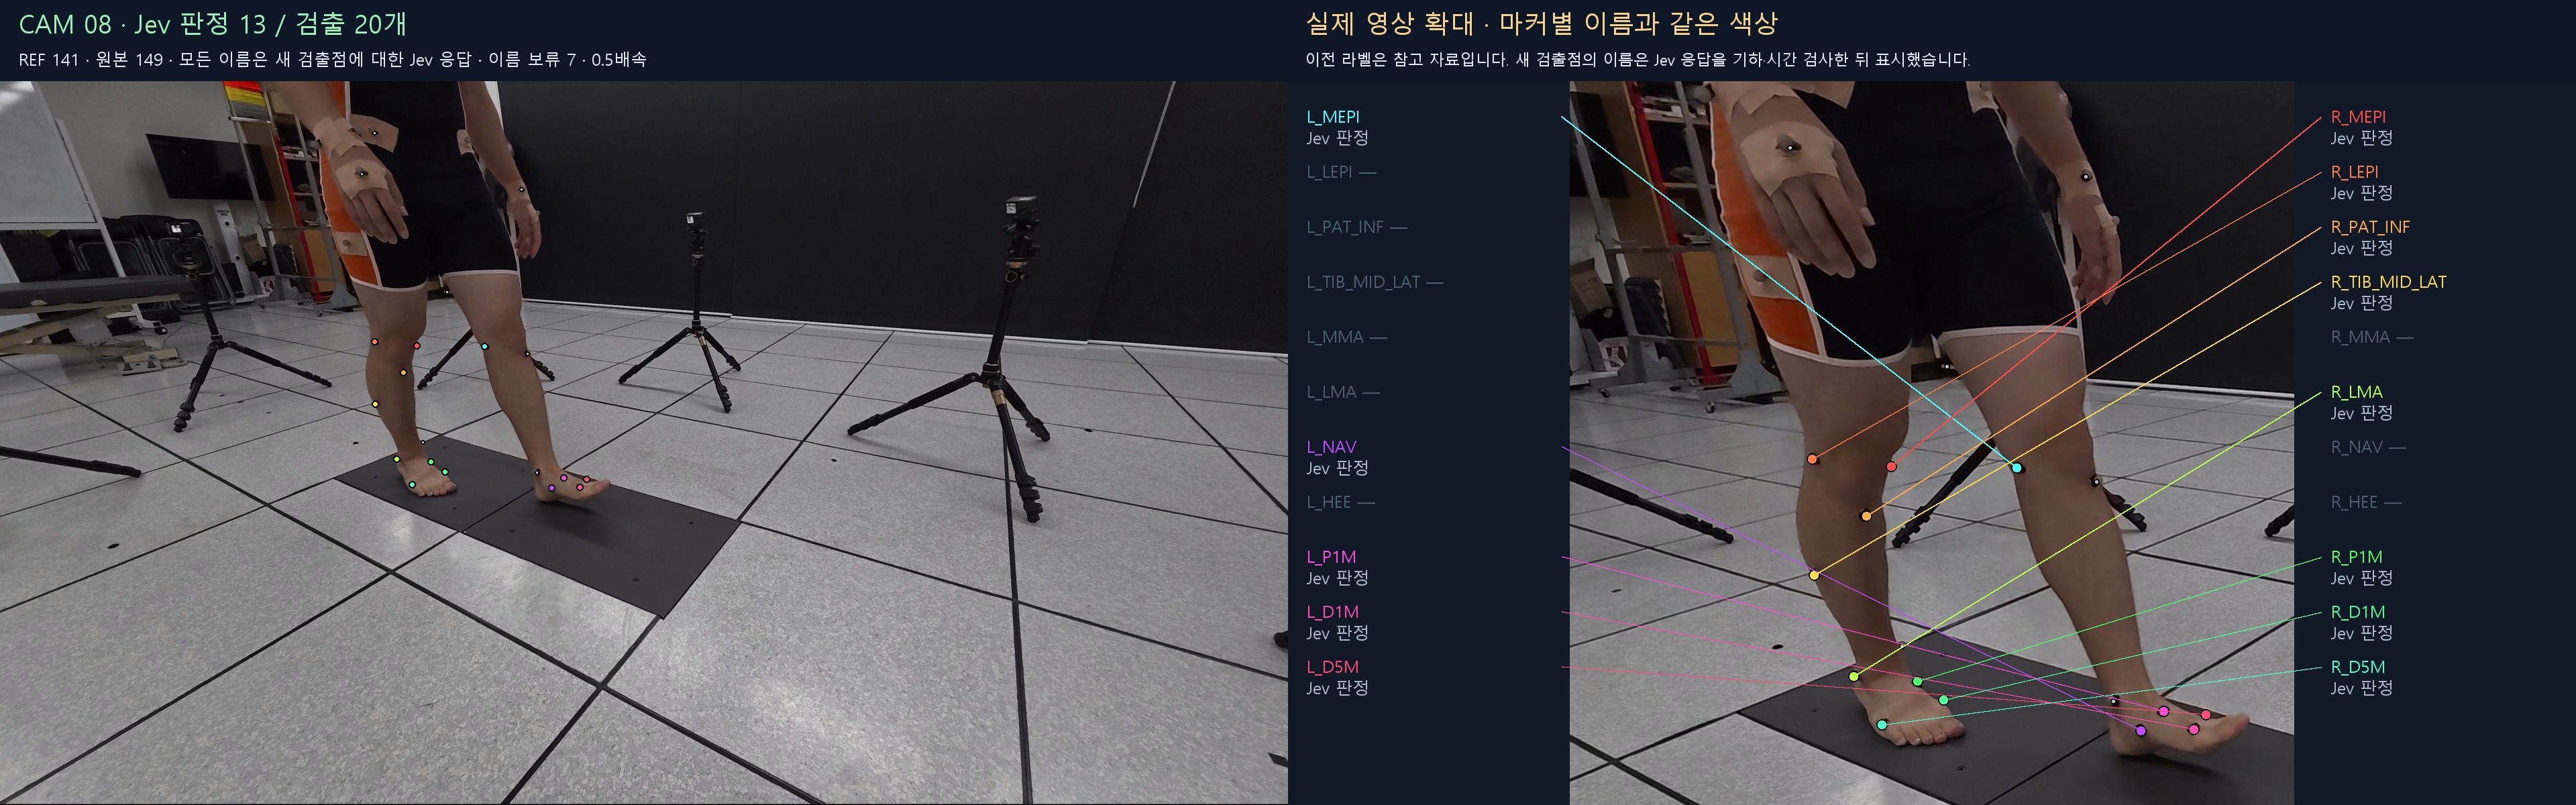 CAM 08 · Jev 판정 13 / 검출 20개
REF 141 · 원본 149 · 모든 이름은 새 검출점에 대한 Jev 응답 · 이름 보류 7 · 0.5배속
실제 영상 확대 · 마커별 이름과 같은 색상
이전 라벨은 참고 자료입니다. 새 검출점의 이름은 Jev 응답을 기하·시간 검사한 뒤 표시했습니다.
L_MEPI
Jev 판정
L_LEPI —
L_PAT_INF —
L_TIB_MID_LAT —
L_MMA —
L_LMA —
L_NAV
Jev 판정
L_HEE —
L_P1M
Jev 판정
L_D1M
Jev 판정
L_D5M
Jev 판정
R_MEPI
Jev 판정
R_LEPI
Jev 판정
R_PAT_INF
Jev 판정
R_TIB_MID_LAT
Jev 판정
R_MMA —
R_LMA
Jev 판정
R_NAV —
R_HEE —
R_P1M
Jev 판정
R_D1M
Jev 판정
R_D5M
Jev 판정